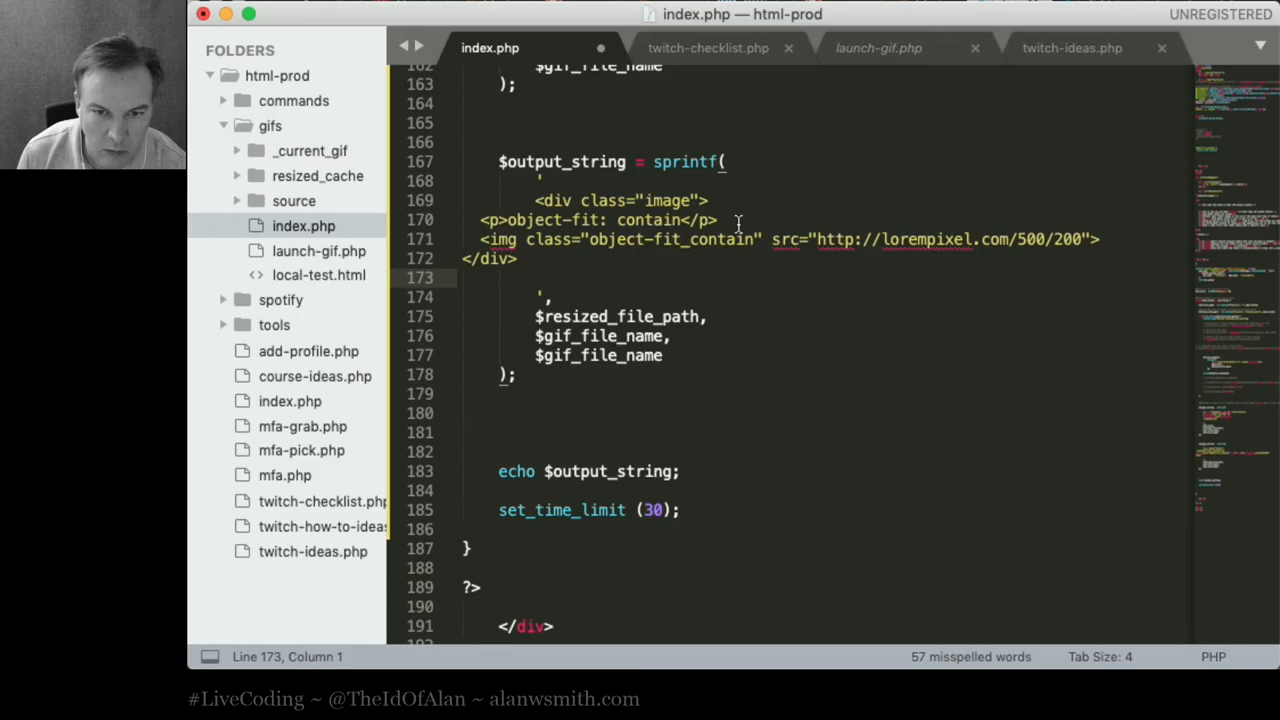 index.php — html-prod
UNREGISTERED
FOLDERS
html-prod
commands
gifs
_current_gif
resized_cache
source
index.php
launch-gif.php
local-test.html
spotify
tools
add-profile.php
course-ideas.php
index.php
mfa-grab.php
mfa-pick.php
mfa.php
twitch-checklist.php
twitch-how-to-ideas
twitch-ideas.php
index.php
twitch-checklist.php
launch-gif.php
twitch-ideas.php
162 $gif_file_name
163 );
164
165
166
167 $output_string = sprintf(
168 '
169 <div class="image">
170 <p>object-fit: contain</p>
171 <img class="object-fit_contain" src="http://lorempixel.com/500/200">
172 </div>
173
174 ',
175 $resized_file_path,
176 $gif_file_name,
177 $gif_file_name
178 );
179
180
181
182
183 echo $output_string;
184
185 set_time_limit (30);
186
187 }
188
189 ?>
190
191 </div>
Line 173, Column 1
57 misspelled words
Tab Size: 4
PHP
#LiveCoding ~ @TheIdOfAlan ~ alanwsmith.com